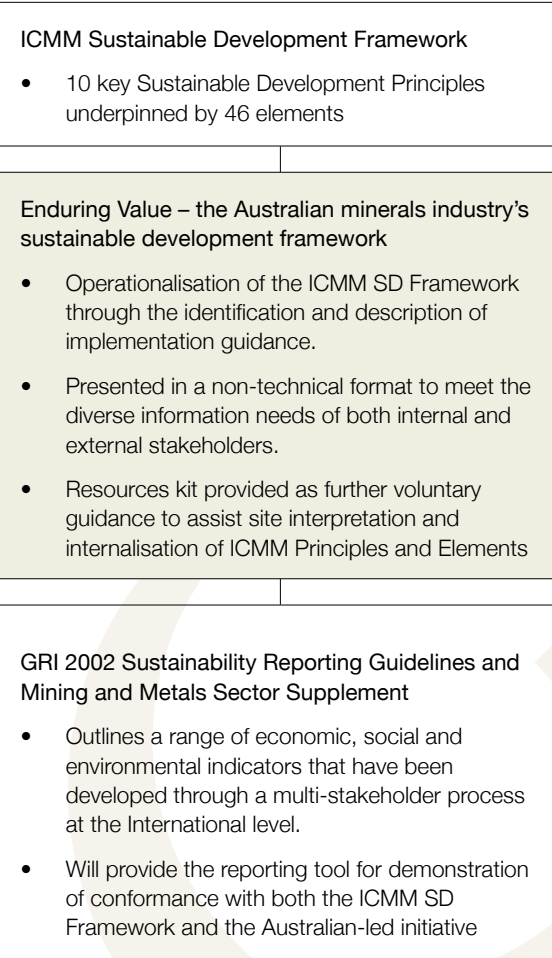 ICMM Sustainable Development Framework
• 10 key Sustainable Development Principles
underpinned by 46 elements
Enduring Value – the Australian minerals industry's
sustainable development framework
• Operationalisation of the ICMM SD Framework
through the identification and description of
implementation guidance.
• Presented in a non-technical format to meet the
diverse information needs of both internal and
external stakeholders.
• Resources kit provided as further voluntary
guidance to assist site interpretation and
internalisation of ICMM Principles and Elements
GRI 2002 Sustainability Reporting Guidelines and
Mining and Metals Sector Supplement
• Outlines a range of economic, social and
environmental indicators that have been
developed through a multi-stakeholder process
at the International level.
• Will provide the reporting tool for demonstration
of conformance with both the ICMM SD
Framework and the Australian-led initiative